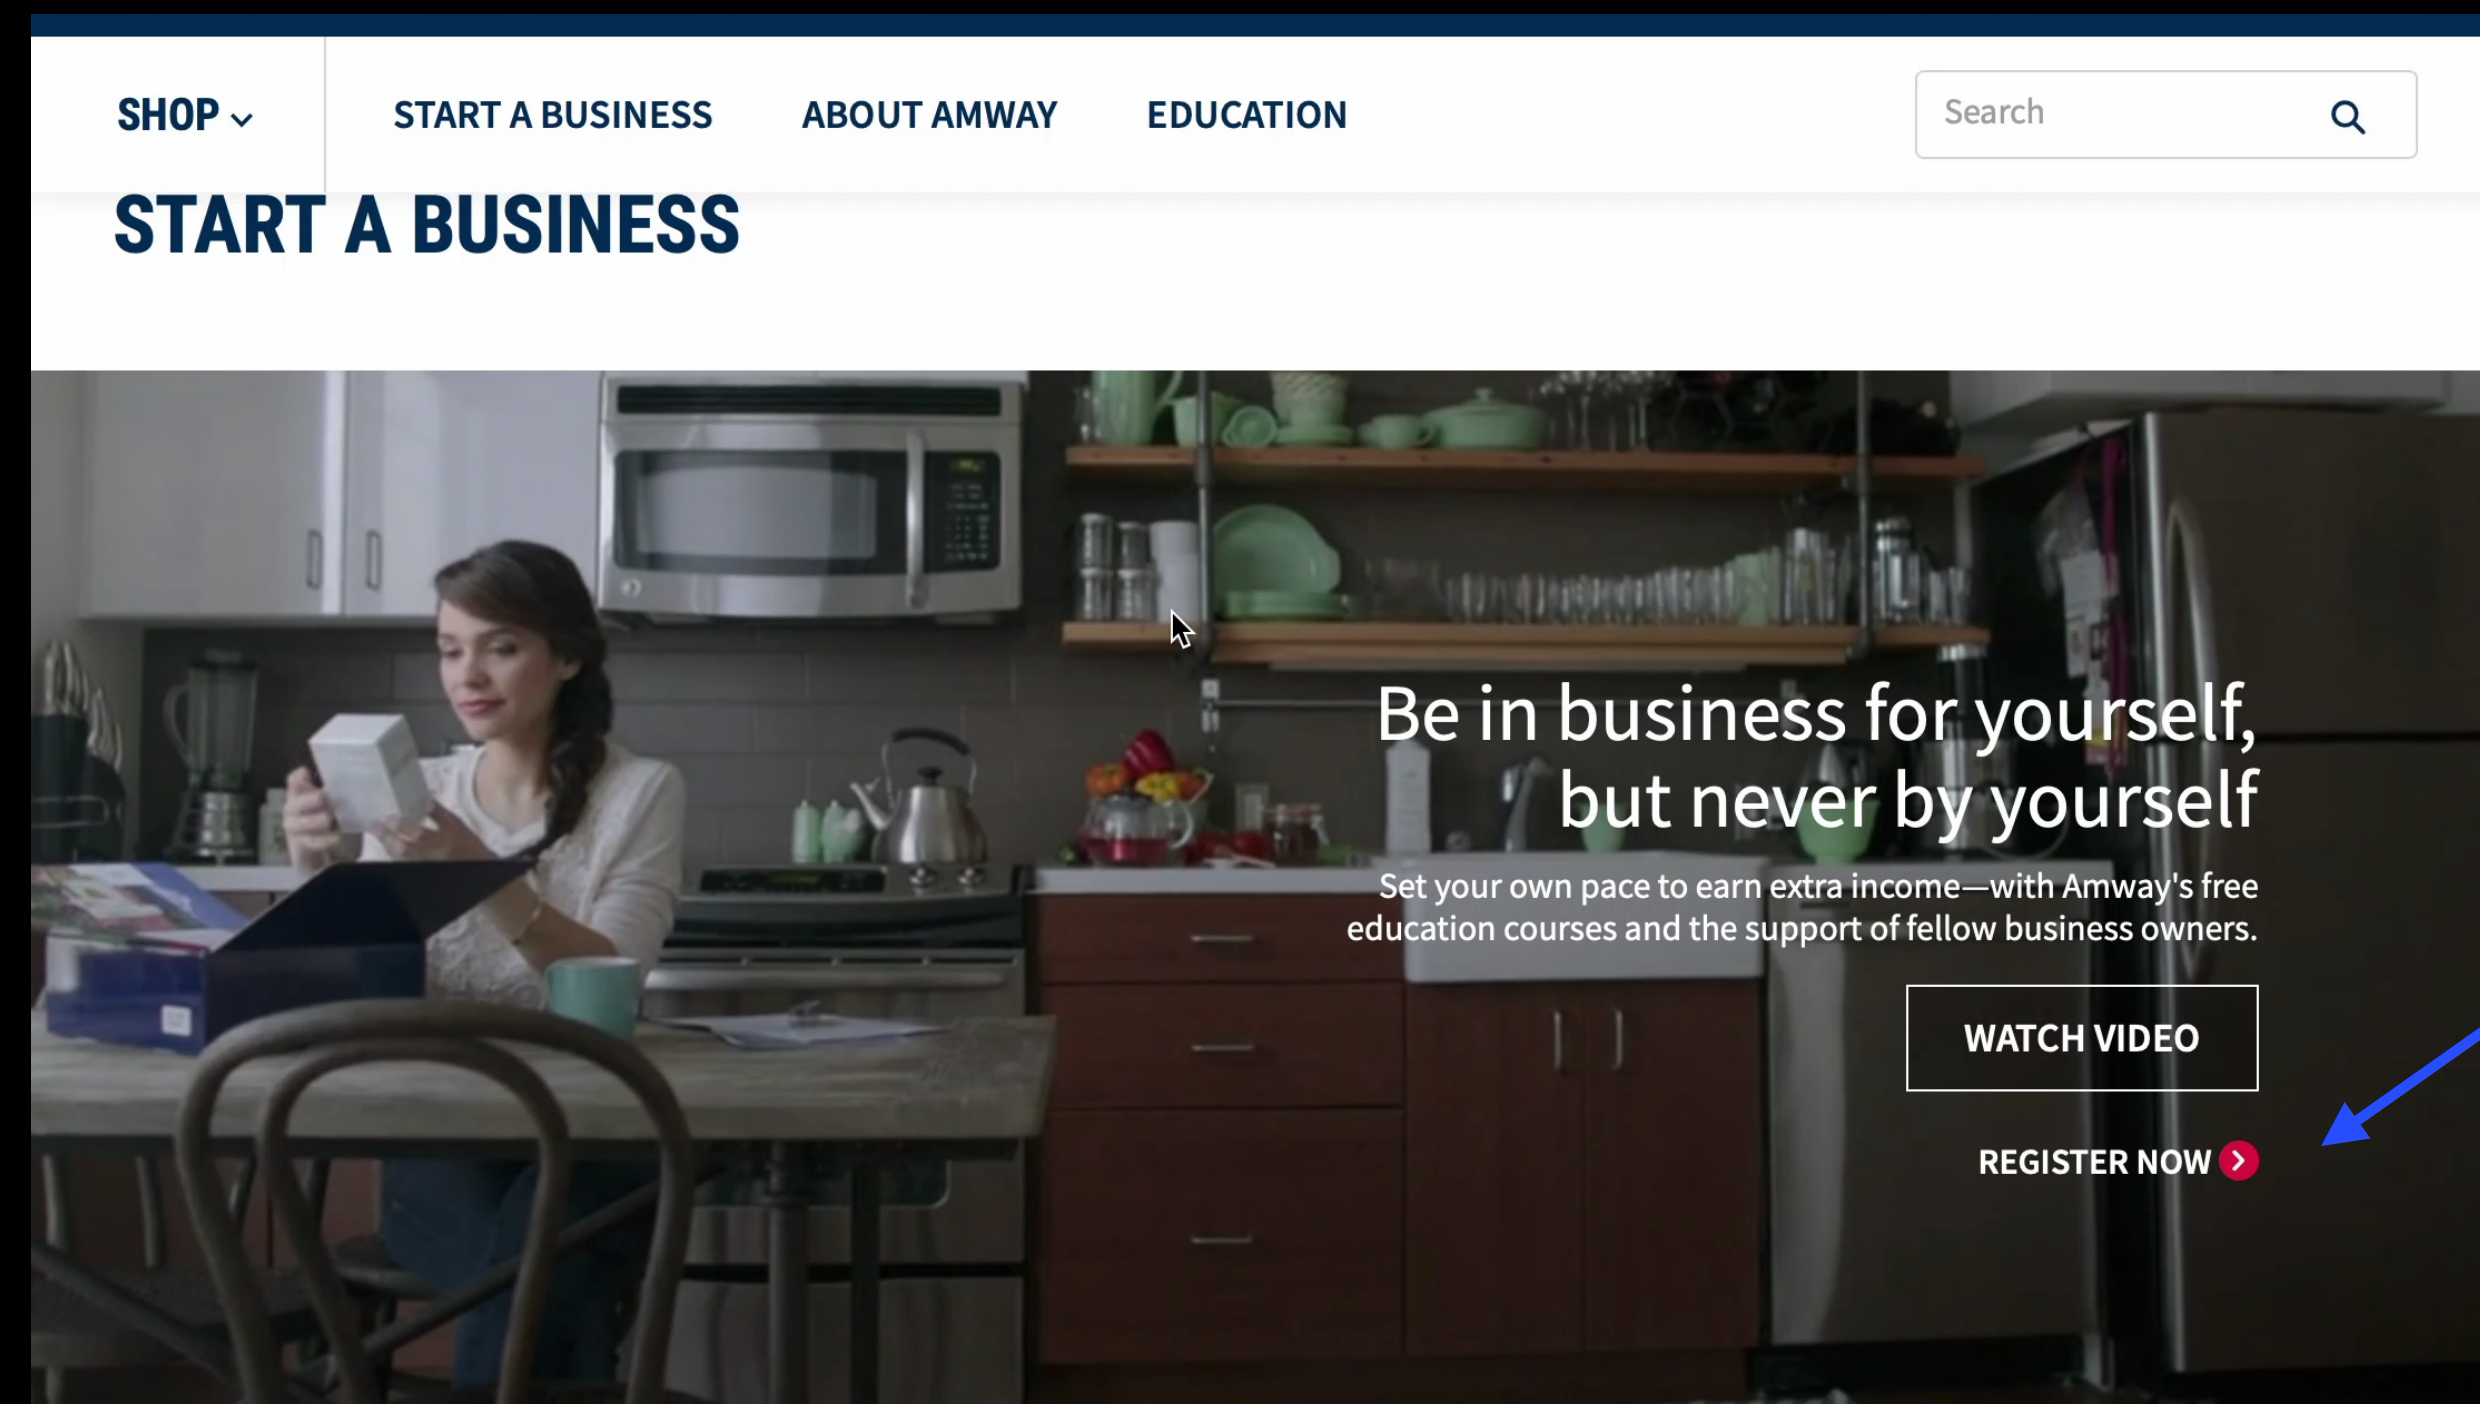 SHOP
START A BUSINESS
ABOUT AMWAY
EDUCATION
Search
START A BUSINESS
Be in business for yourself,
but never by yourself
Set your own pace to earn extra income—with Amway's free
education courses and the support of fellow business owners.
WATCH VIDEO
REGISTER NOW